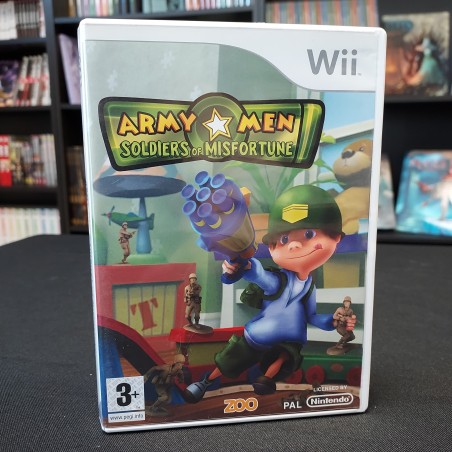 Wii
ARMY MEN
SOLDIERS OF MISFORTUNE
T
3+
www.pegi.info
ZOO
PAL
LICENSED BY
Nintendo